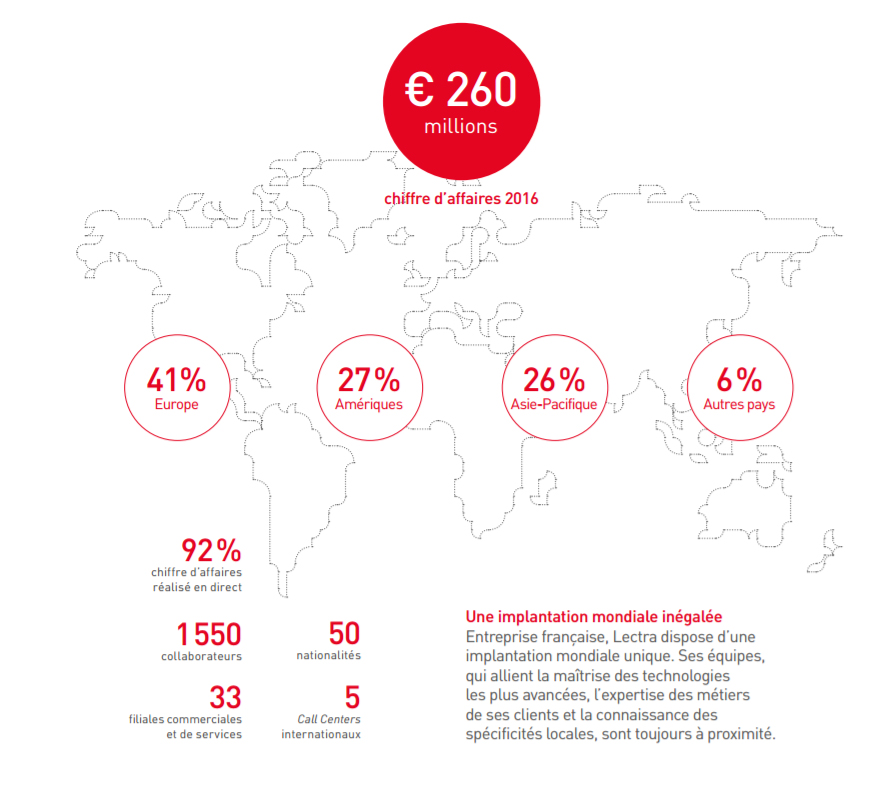 € 260
millions
chiffre d'affaires 2016
41%
Europe
27%
Amériques
26%
Asie-Pacifique
6%
Autres pays
92%
chiffre d'affaires
réalisé en direct
1550
collaborateurs
50
nationalités
33
filiales commerciales
et de services
5
Call Centers
internationaux
Une implantation mondiale inégalée
Entreprise française, Lectra dispose d'une
implantation mondiale unique. Ses équipes,
qui allient la maîtrise des technologies
les plus avancées, l'expertise des métiers
de ses clients et la connaissance des
spécificités locales, sont toujours à proximité.